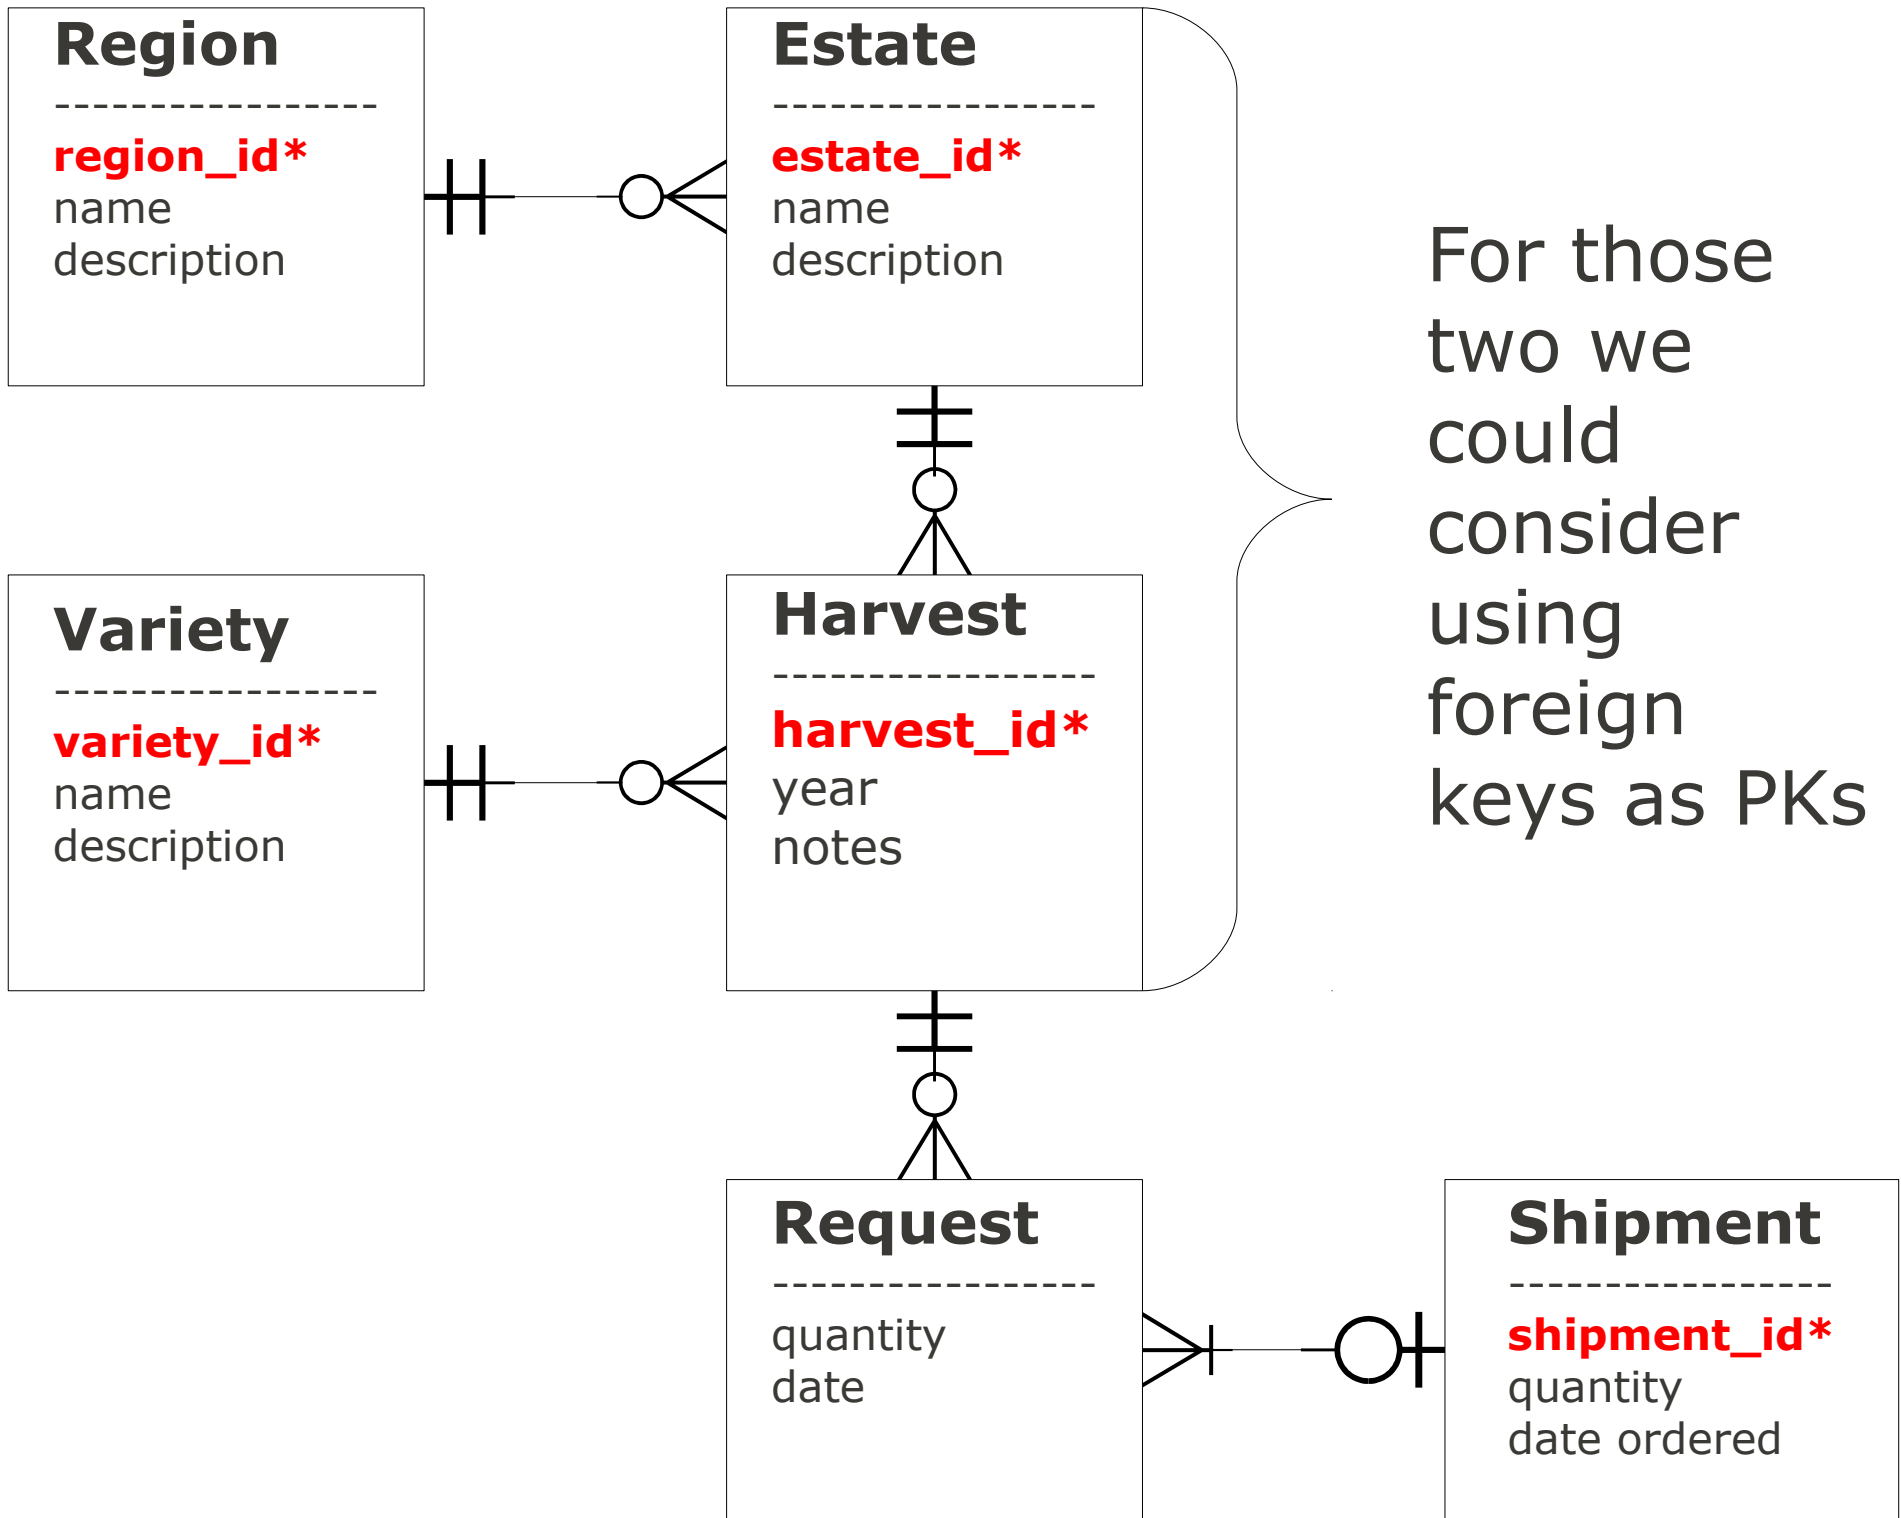 Region
-----------------
region_id*
name
description
Estate
-----------------
estate_id*
name
description
For those
two we
could
consider
using
foreign
keys as PKs
Variety
-----------------
variety_id*
name
description
Harvest
-----------------
harvest_id*
year
notes
Request
-----------------
quantity
date
Shipment
-----------------
shipment_id*
quantity
date ordered